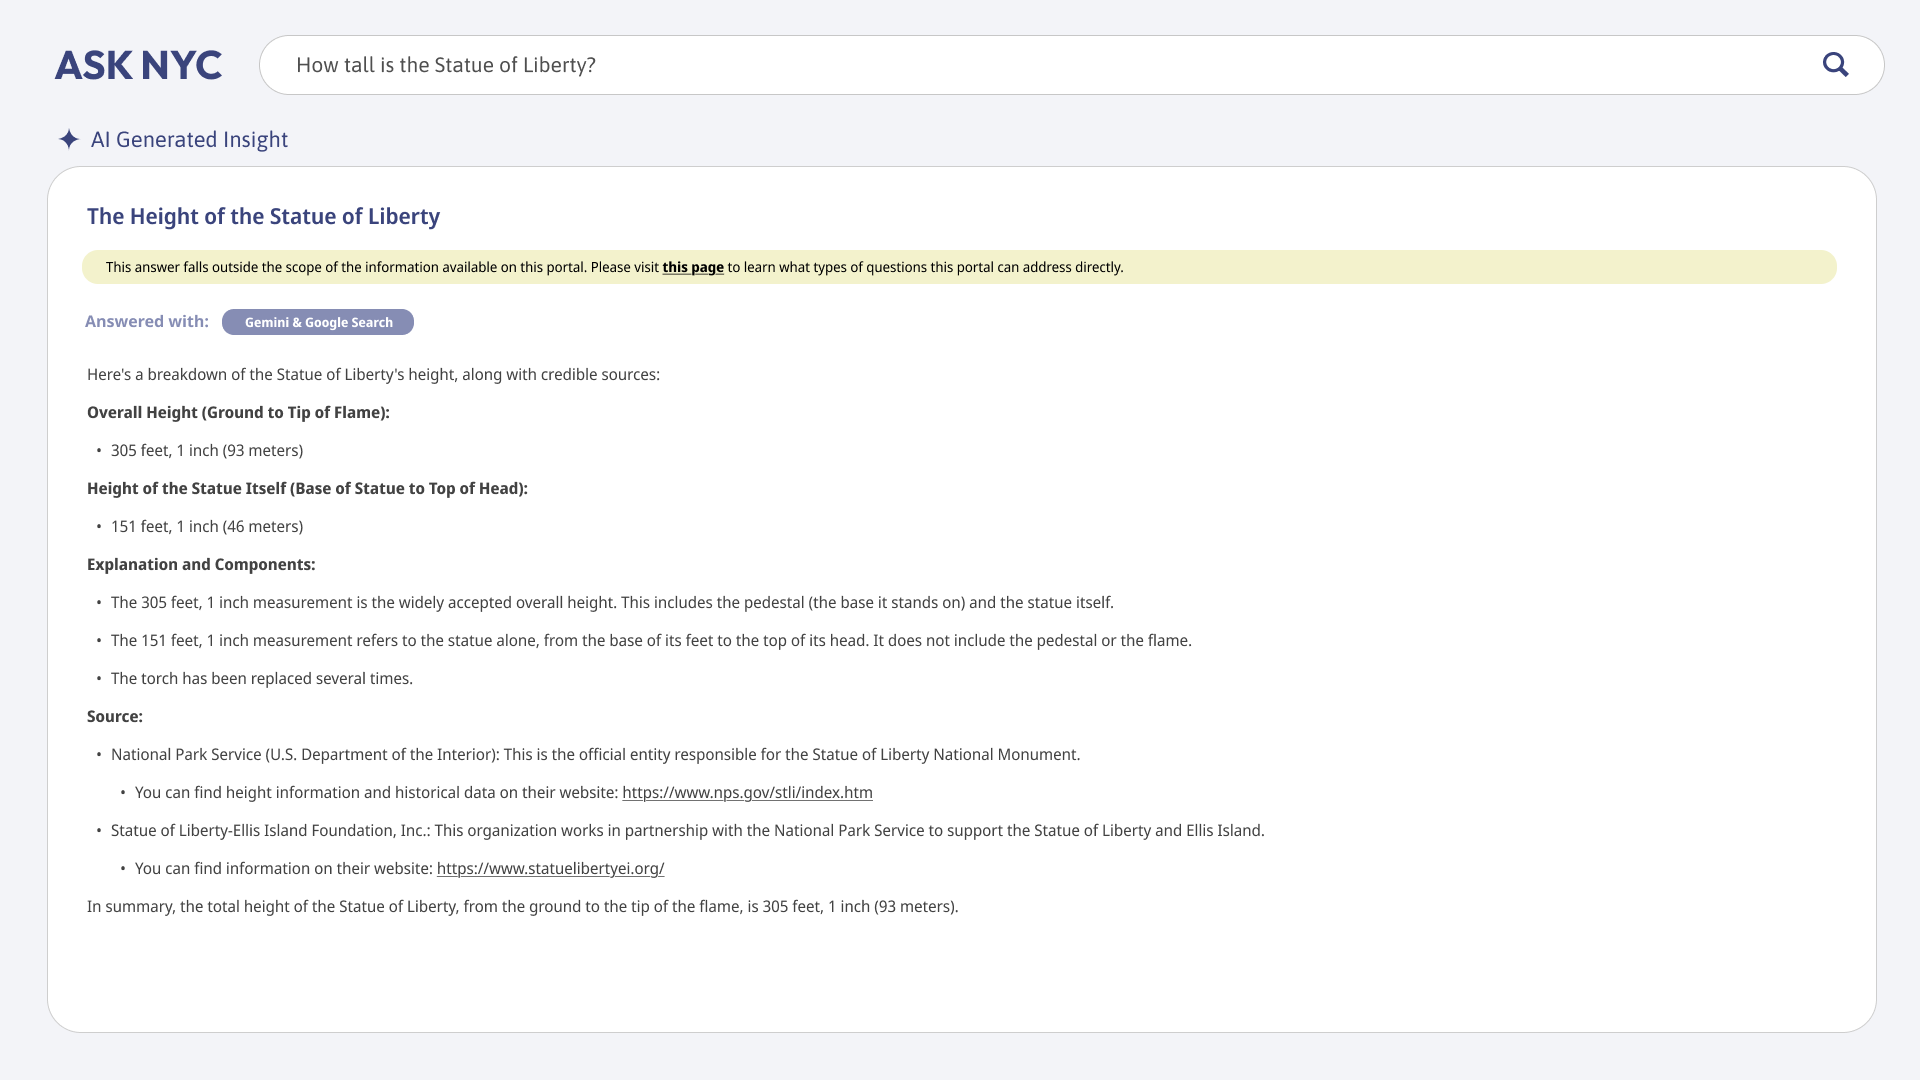 ASK NYC
How tall is the Statue of Liberty?
AI Generated Insight
The Height of the Statue of Liberty
This answer falls outside the scope of the information available on this portal. Please visit this page to learn what types of questions this portal can address directly.
Answered with: Gemini & Google Search
Here's a breakdown of the Statue of Liberty's height, along with credible sources:
Overall Height (Ground to Tip of Flame):
• 305 feet, 1 inch (93 meters)
Height of the Statue Itself (Base of Statue to Top of Head):
• 151 feet, 1 inch (46 meters)
Explanation and Components:
• The 305 feet, 1 inch measurement is the widely accepted overall height. This includes the pedestal (the base it stands on) and the statue itself.
• The 151 feet, 1 inch measurement refers to the statue alone, from the base of its feet to the top of its head. It does not include the pedestal or the flame.
• The torch has been replaced several times.
Source:
• National Park Service (U.S. Department of the Interior): This is the official entity responsible for the Statue of Liberty National Monument.
• You can find height information and historical data on their website: https://www.nps.gov/stli/index.htm
• Statue of Liberty-Ellis Island Foundation, Inc.: This organization works in partnership with the National Park Service to support the Statue of Liberty and Ellis Island.
• You can find information on their website: https://www.statuelibertyei.org/
In summary, the total height of the Statue of Liberty, from the ground to the tip of the flame, is 305 feet, 1 inch (93 meters).